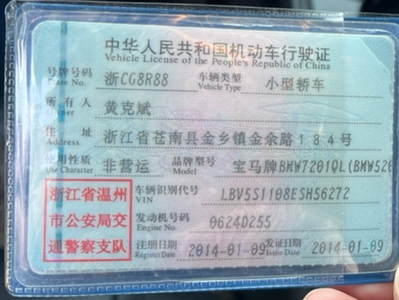 中华人民共和国机动车行驶证
Vehicle License of the People's Republic of China
号牌号码 浙CG8R88 车辆类型 小型轿车
Plate No. Vehicle Type
所有人 黄克斌
Owner
住址 浙江省苍南县金乡镇金余路184号
Address
使用性质 非营运 品牌型号 宝马牌BMW7201QL(BMW520
Use Character Model
浙江省温州
市公安局交
通警察支队
车辆识别代号 LBV5S1108ESH56272
VIN
发动机号码 0624D255
Engine No.
注册日期 2014-01-09 发证日期 2014-01-09
Register Date Issue Date